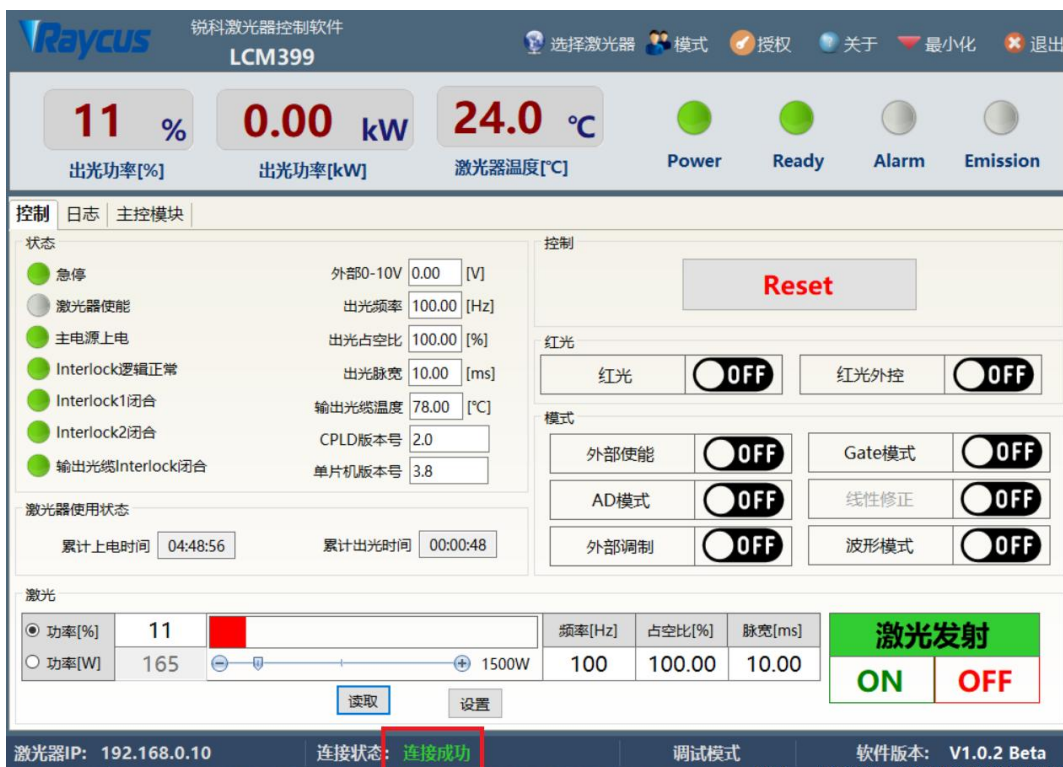 Raycus
锐科激光器控制软件
LCM399
选择激光器 模式 授权 关于 最小化 退出
11 % 0.00 kW 24.0 ℃
出光功率[%] 出光功率[kW] 激光器温度[℃] Power Ready Alarm Emission
控制 日志 主控模块
状态 控制
急停 外部0-10V 0.00 [V]
Reset
激光器使能 出光频率 100.00 [Hz]
主电源上电 出光占空比 100.00 [%]
红光
Interlock逻辑正常 出光脉宽 10.00 [ms] 红光 OFF 红光外控 OFF
Interlock1闭合 输出光缆温度 78.00 [℃]
模式
Interlock2闭合 CPLD版本号 2.0
外部使能 OFF Gate模式 OFF
输出光缆Interlock闭合 单片机版本号 3.8
AD模式 OFF 线性修正 OFF
激光器使用状态
累计上电时间 04:48:56 累计出光时间 00:00:48 外部调制 OFF 波形模式 OFF
激光
功率[%] 11 频率[Hz] 占空比[%] 脉宽[ms] 激光发射
功率[W] 165 1500W 100 100.00 10.00 ON OFF
读取 设置
激光器IP: 192.168.0.10 连接状态: 连接成功 调试模式 软件版本: V1.0.2 Beta